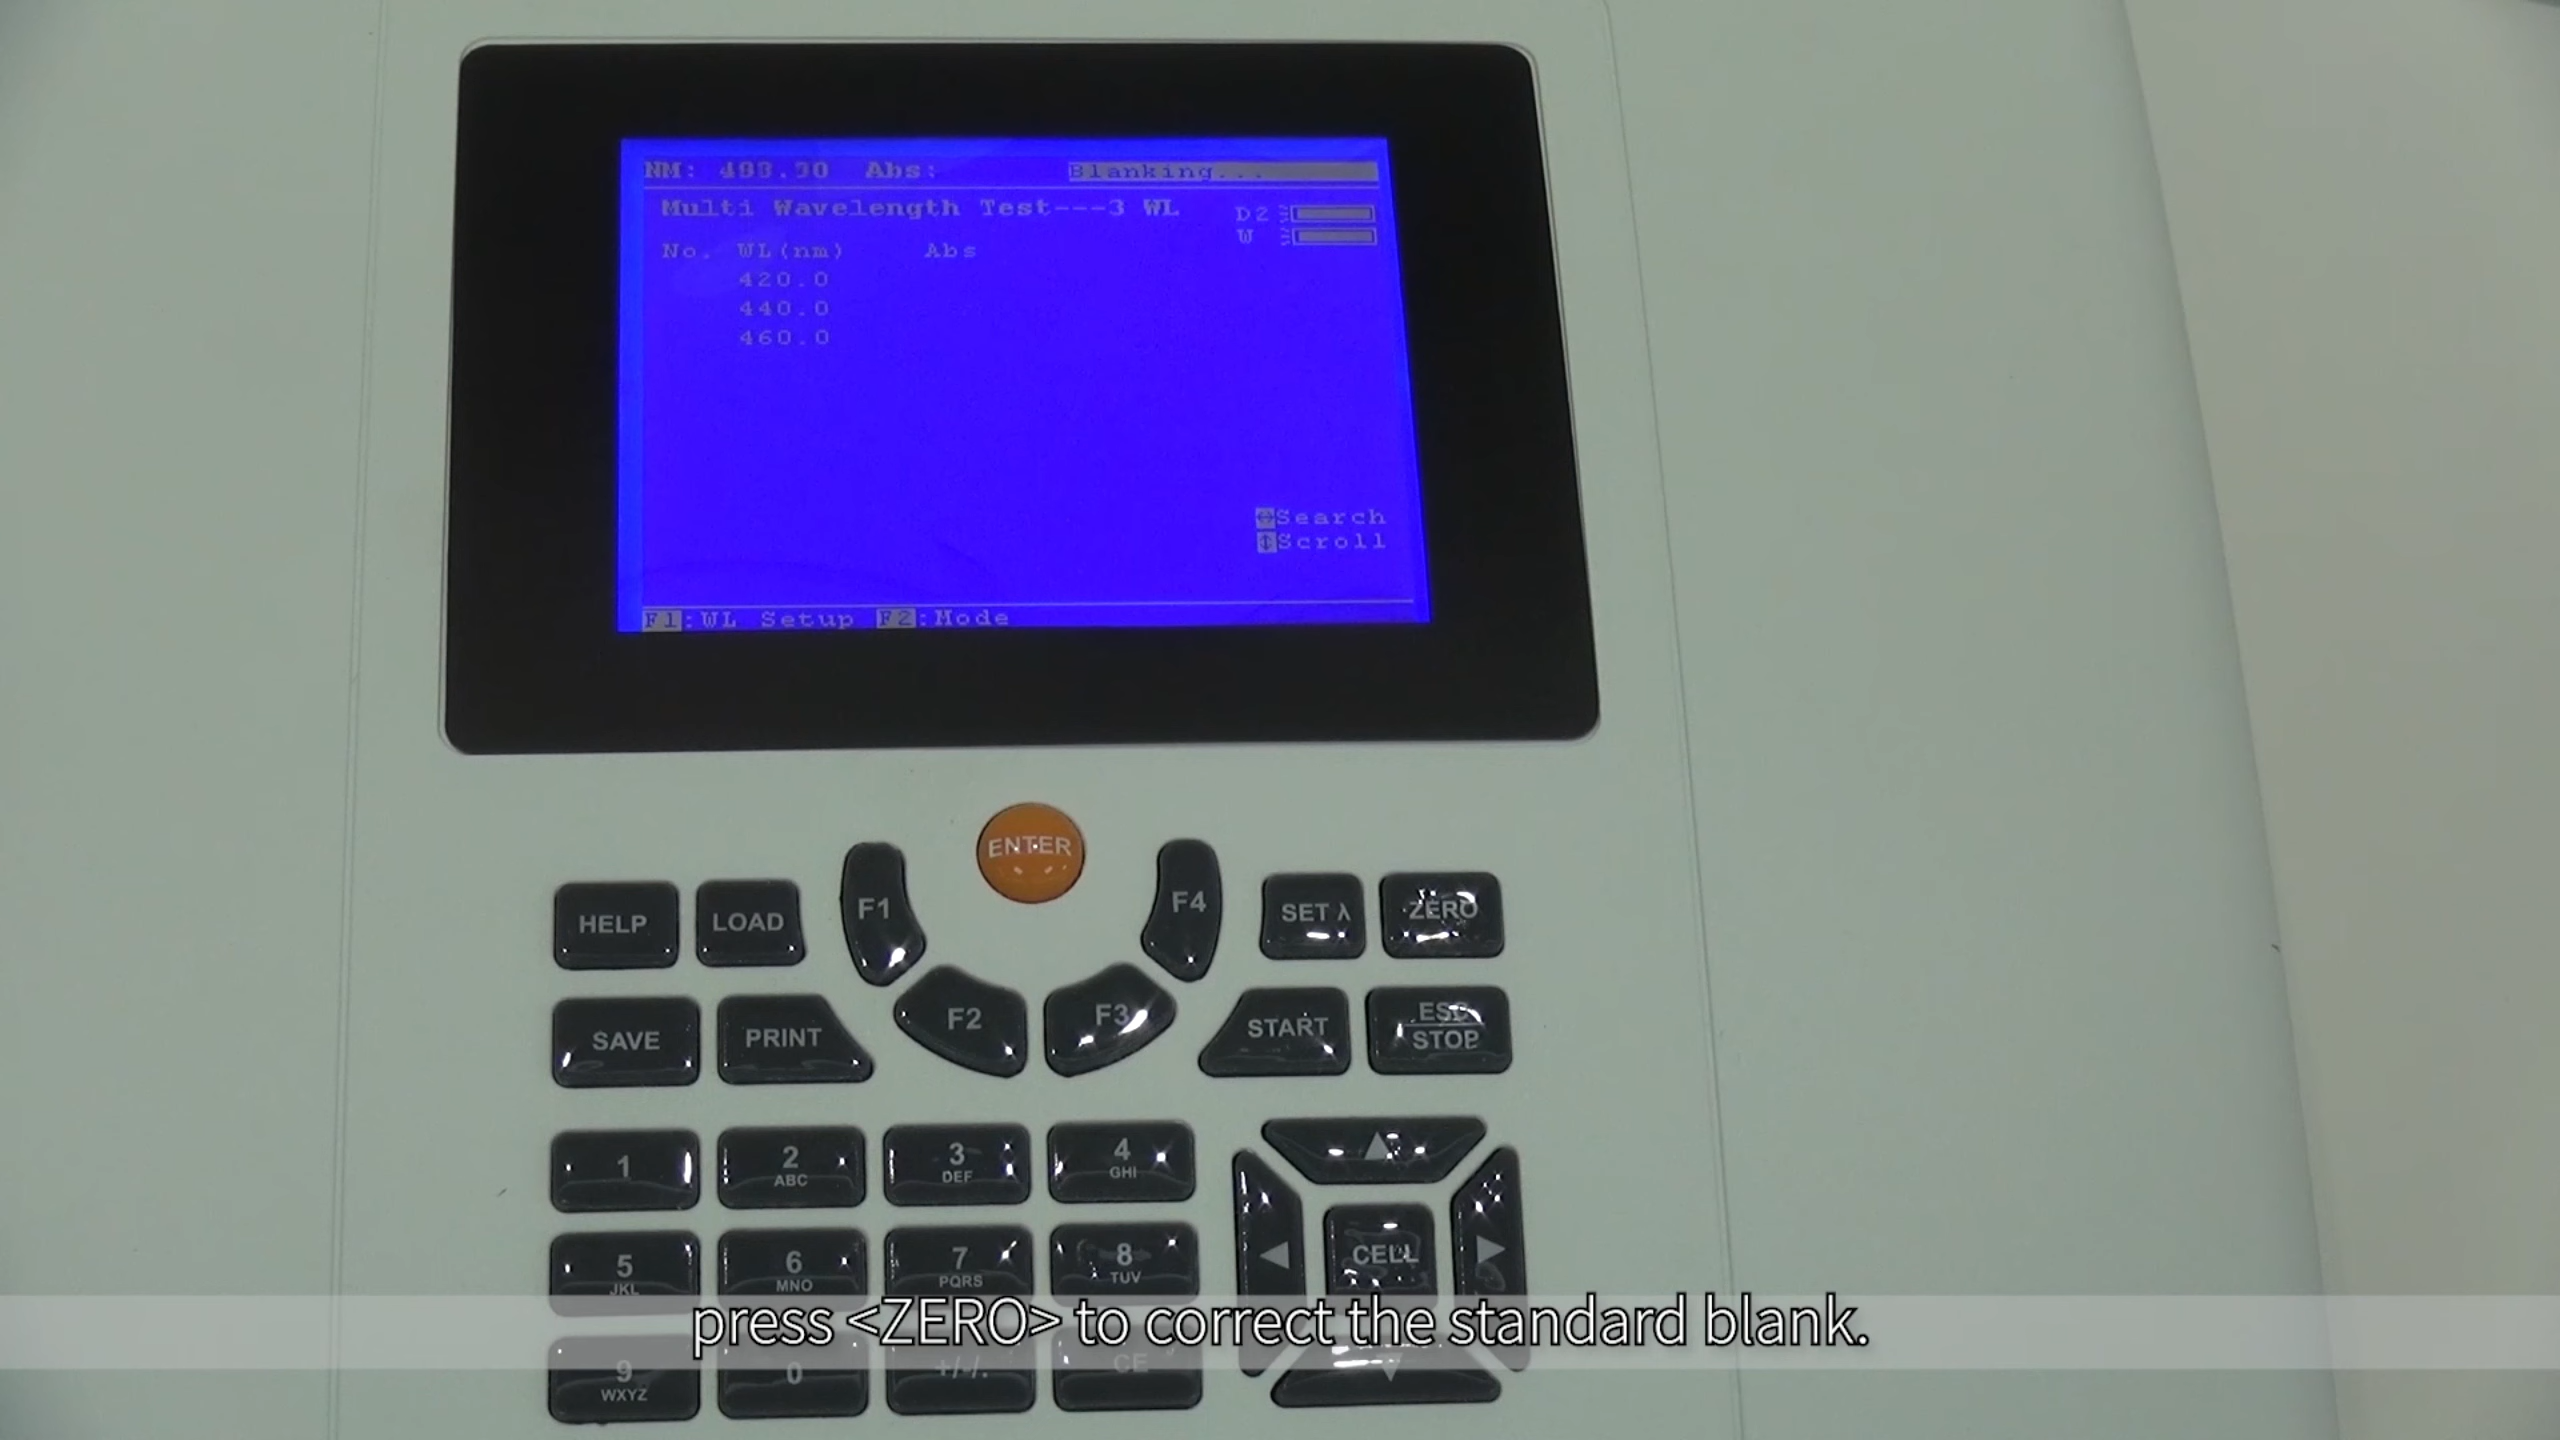 NM: Abs: Blanking...
Multi Wavelength Test---3 WL
D2
W
No. WL(nm) Abs
420.0
440.0
460.0
Search
Scroll
F1:WL Setup F2:Mode
ENTER
HELP LOAD F1 F4 SET λ ZERO
SAVE PRINT F2 F3 START ESC
STOP
1 2 3 4
ABC DEF GHI
5 6 7 8 CELL
JKL MNO PQRS TUV
press <ZERO> to correct the standard blank.
9 0 +/-/. CE
WXYZ